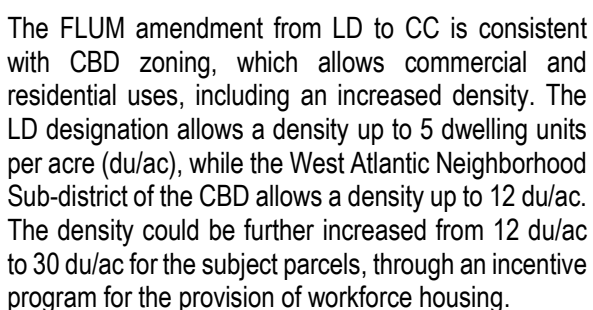 The FLUM amendment from LD to CC is consistent
with CBD zoning, which allows commercial and
residential uses, including an increased density. The
LD designation allows a density up to 5 dwelling units
per acre (du/ac), while the West Atlantic Neighborhood
Sub-district of the CBD allows a density up to 12 du/ac.
The density could be further increased from 12 du/ac
to 30 du/ac for the subject parcels, through an incentive
program for the provision of workforce housing.